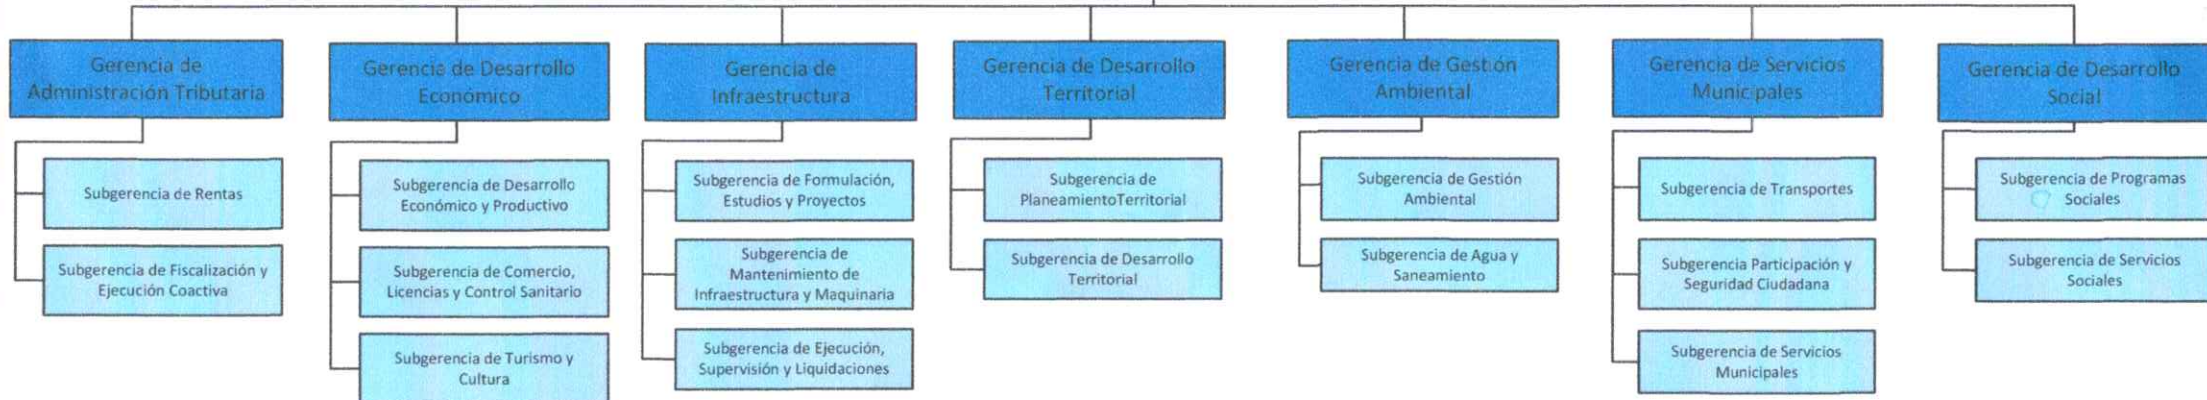 Gerencia de
Administración Tributaria
Subgerencia de Rentas
Subgerencia de Fiscalización y
Ejecución Coactiva
Gerencia de Desarrollo
Económico
Subgerencia de Desarrollo
Económico y Productivo
Subgerencia de Comercio,
Licencias y Control Sanitario
Subgerencia de Turismo y
Cultura
Gerencia de
Infraestructura
Subgerencia de Formulación,
Estudios y Proyectos
Subgerencia de
Mantenimiento de
Infraestructura y Maquinaria
Subgerencia de Ejecución,
Supervisión y Liquidaciones
Gerencia de Desarrollo
Territorial
Subgerencia de
PlaneamientoTerritorial
Subgerencia de Desarrollo
Territorial
Gerencia de Gestión
Ambiental
Subgerencia de Gestión
Ambiental
Subgerencia de Agua y
Saneamiento
Gerencia de Servicios
Municipales
Subgerencia de Transportes
Subgerencia Participación y
Seguridad Ciudadana
Subgerencia de Servicios
Municipales
Gerencia de Desarrollo
Social
Subgerencia de Programas
Sociales
Subgerencia de Servicios
Sociales